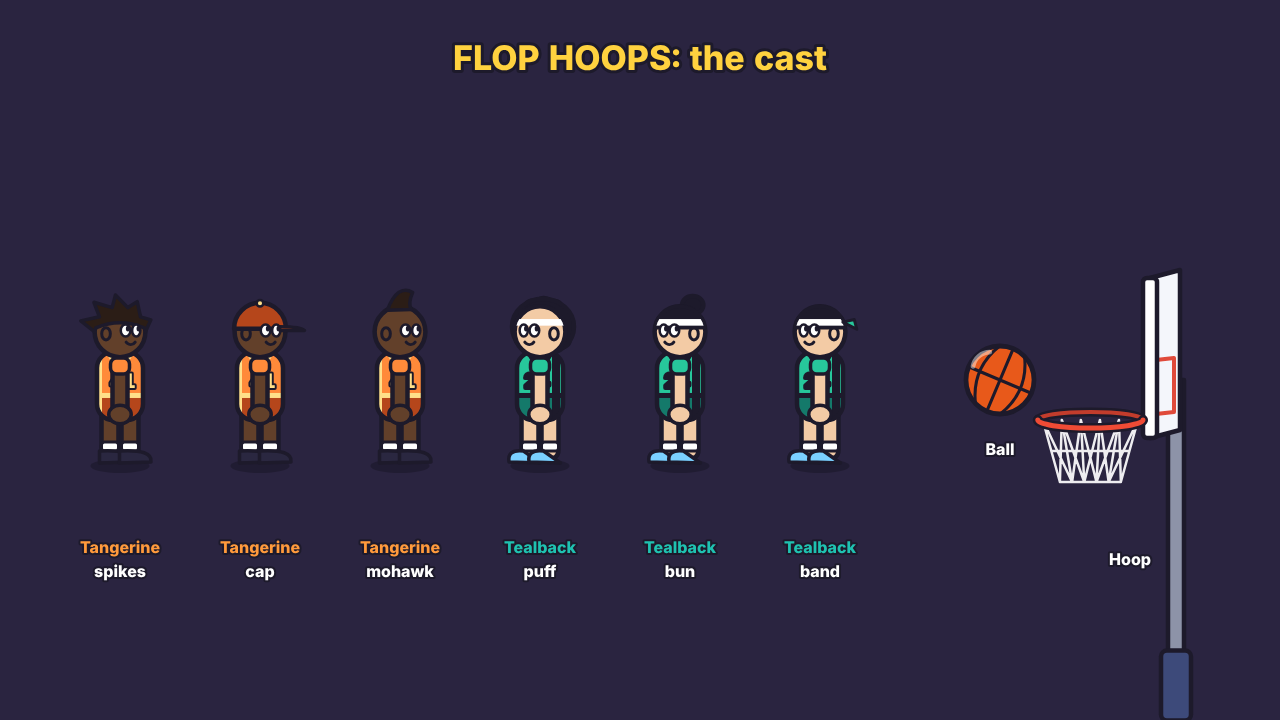 FLOP HOOPS: the cast
Tangerine
spikes
Tangerine
cap
Tangerine
mohawk
Tealback
puff
Tealback
bun
Tealback
band
Ball
Hoop